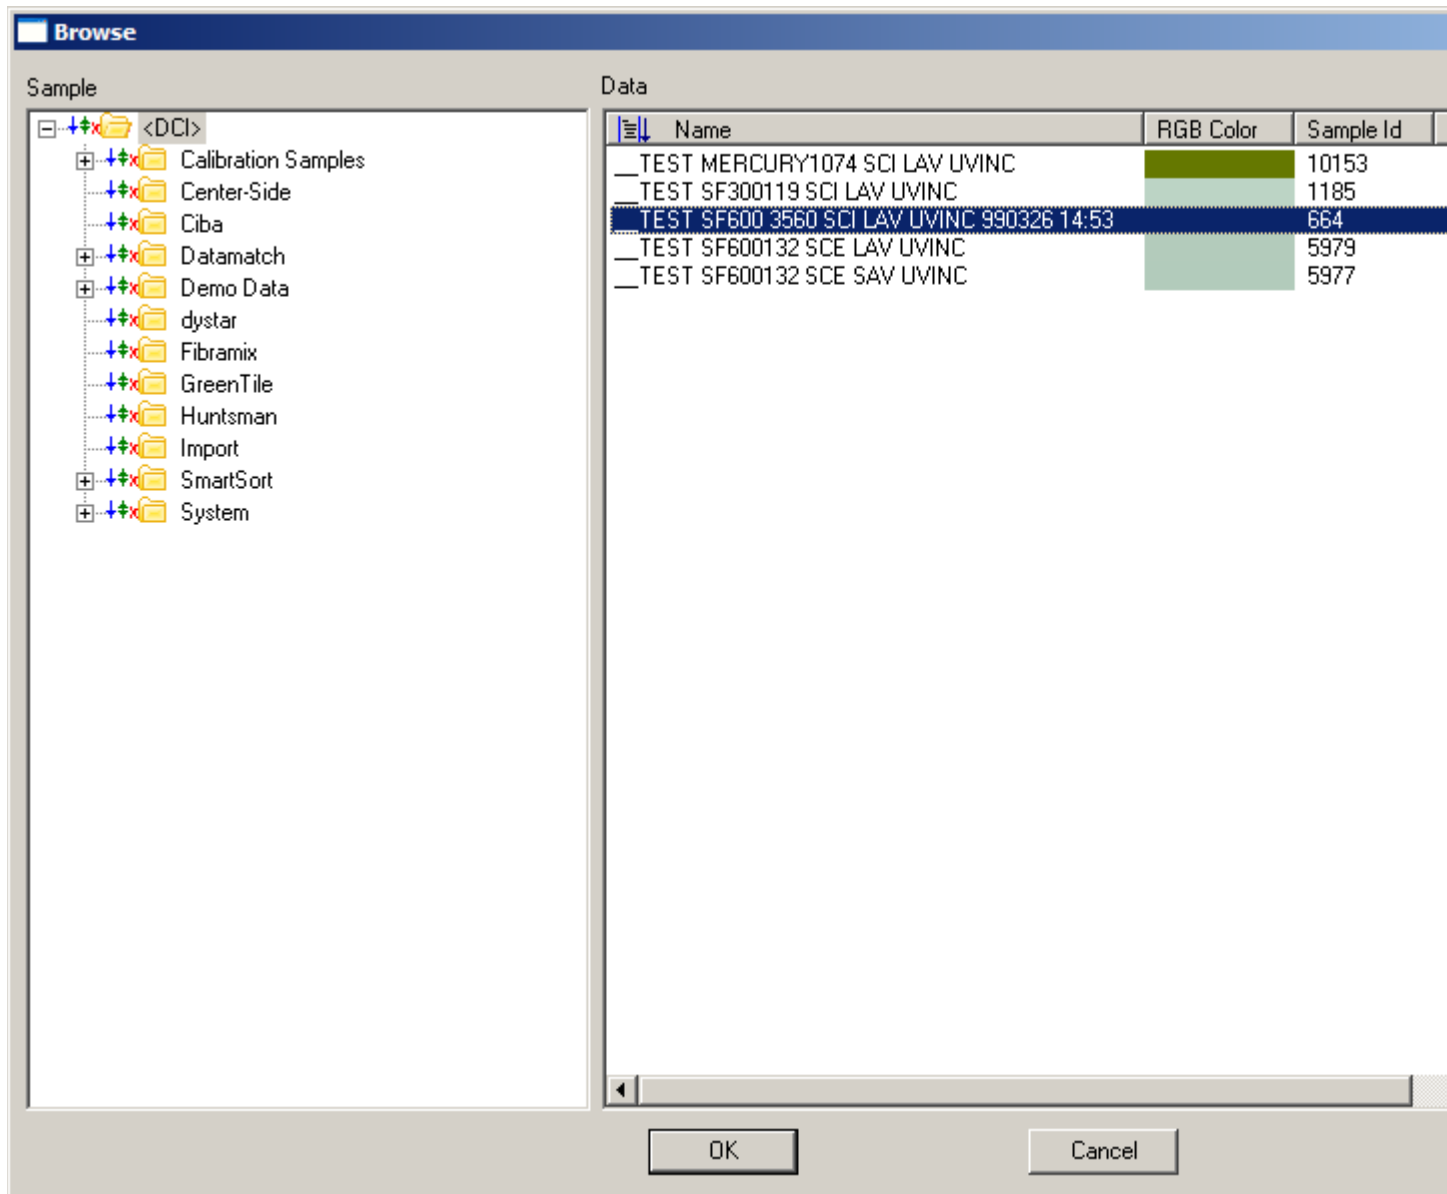 Browse
Sample
<DCI>
Calibration Samples
Center-Side
Ciba
Datamatch
Demo Data
dystar
Fibramix
GreenTile
Huntsman
Import
SmartSort
System
Data
Name RGB Color Sample Id
__TEST MERCURY1074 SCI LAV UVINC 10153
__TEST SF300119 SCI LAV UVINC 1185
__TEST SF600 3560 SCI LAV UVINC 990326 14:53 664
__TEST SF600132 SCE LAV UVINC 5979
__TEST SF600132 SCE SAV UVINC 5977
OK Cancel